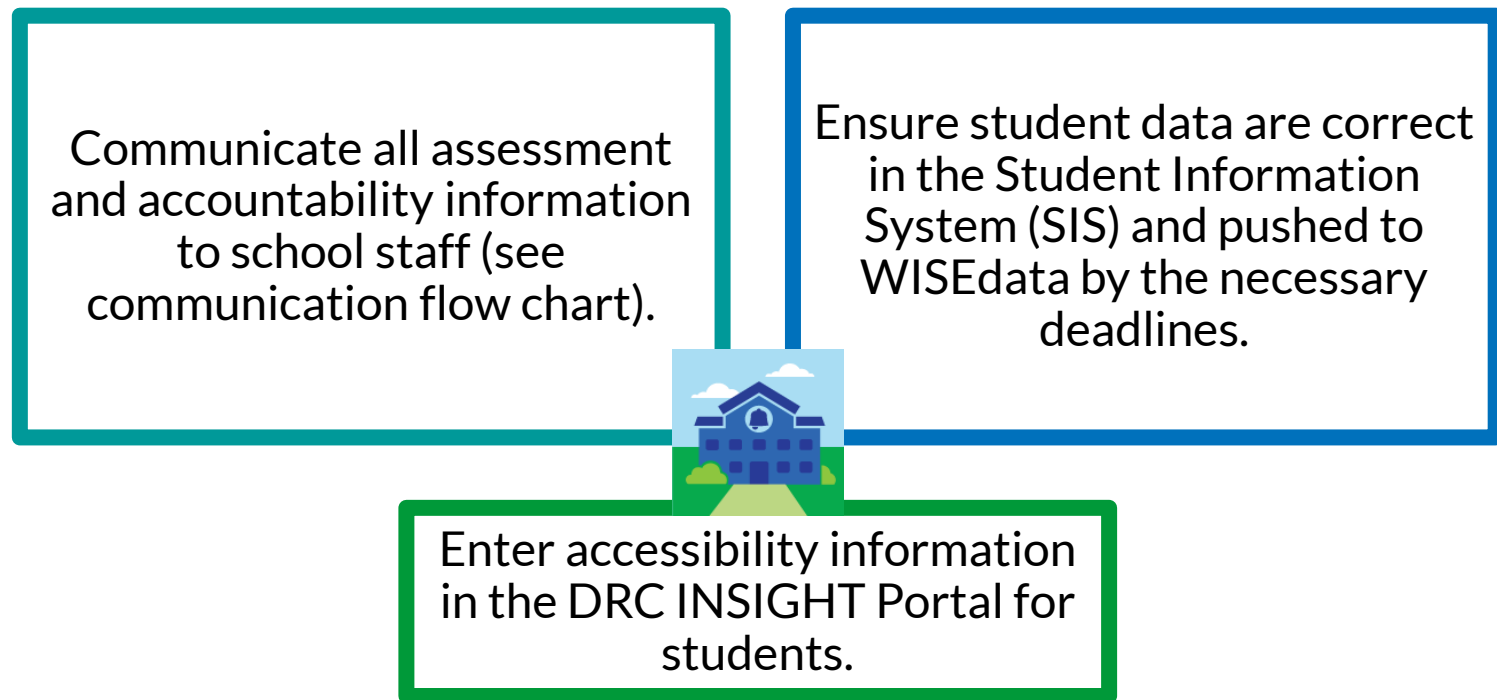 Communicate all assessment
and accountability information
to school staff (see
communication flow chart).
Ensure student data are correct
in the Student Information
System (SIS) and pushed to
WISEdata by the necessary
deadlines.
Enter accessibility information
in the DRC INSIGHT Portal for
students.